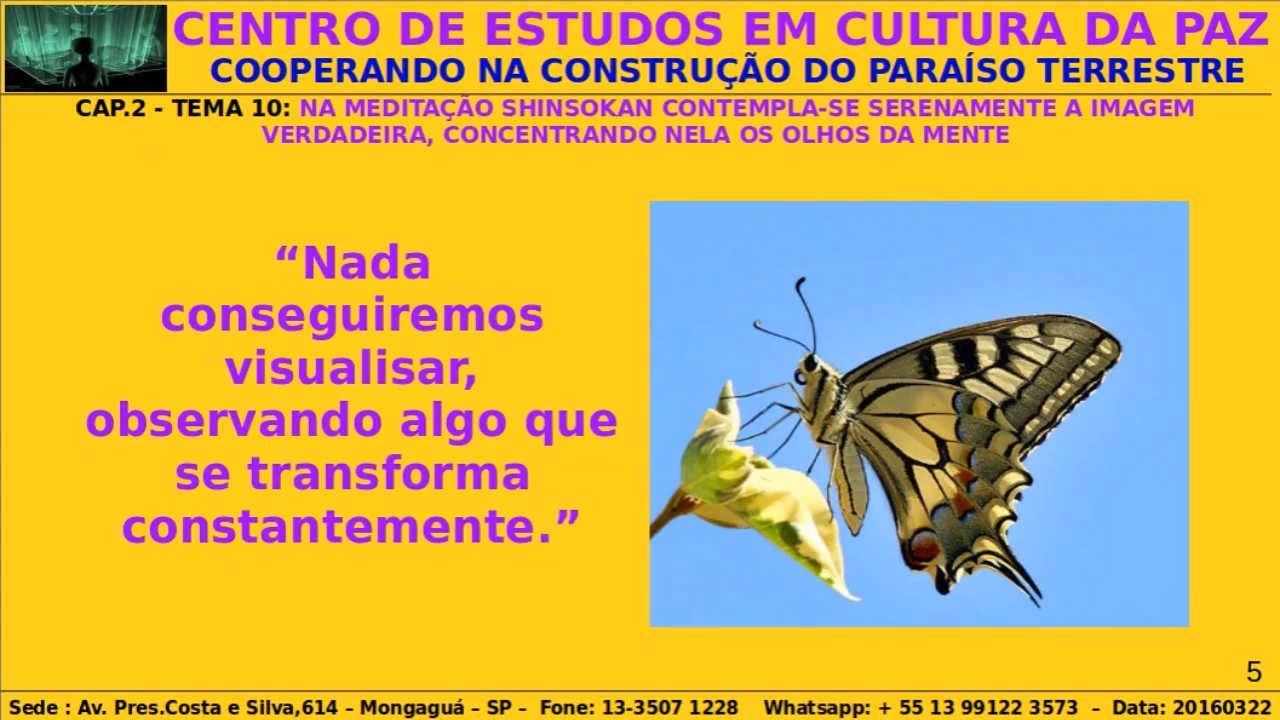 CENTRO DE ESTUDOS EM CULTURA DA PAZ
COOPERANDO NA CONSTRUÇÃO DO PARAÍSO TERRESTRE
CAP.2 - TEMA 10: NA MEDITAÇÃO SHINSOKAN CONTEMPLA-SE SERENAMENTE A IMAGEM
VERDADEIRA, CONCENTRANDO NELA OS OLHOS DA MENTE
“Nada
conseguiremos
visualisar,
observando algo que
se transforma
constantemente.”
5
Sede : Av. Pres.Costa e Silva,614 – Mongaguá – SP – Fone: 13-3507 1228 Whatsapp: + 55 13 99122 3573 – Data: 20160322